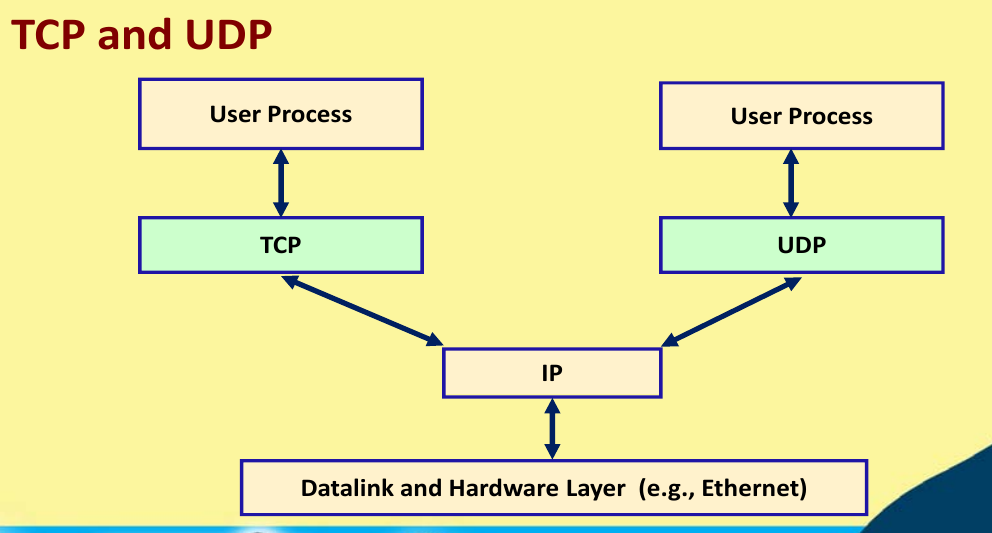 TCP and UDP
User Process
User Process
TCP
UDP
IP
Datalink and Hardware Layer (e.g., Ethernet)